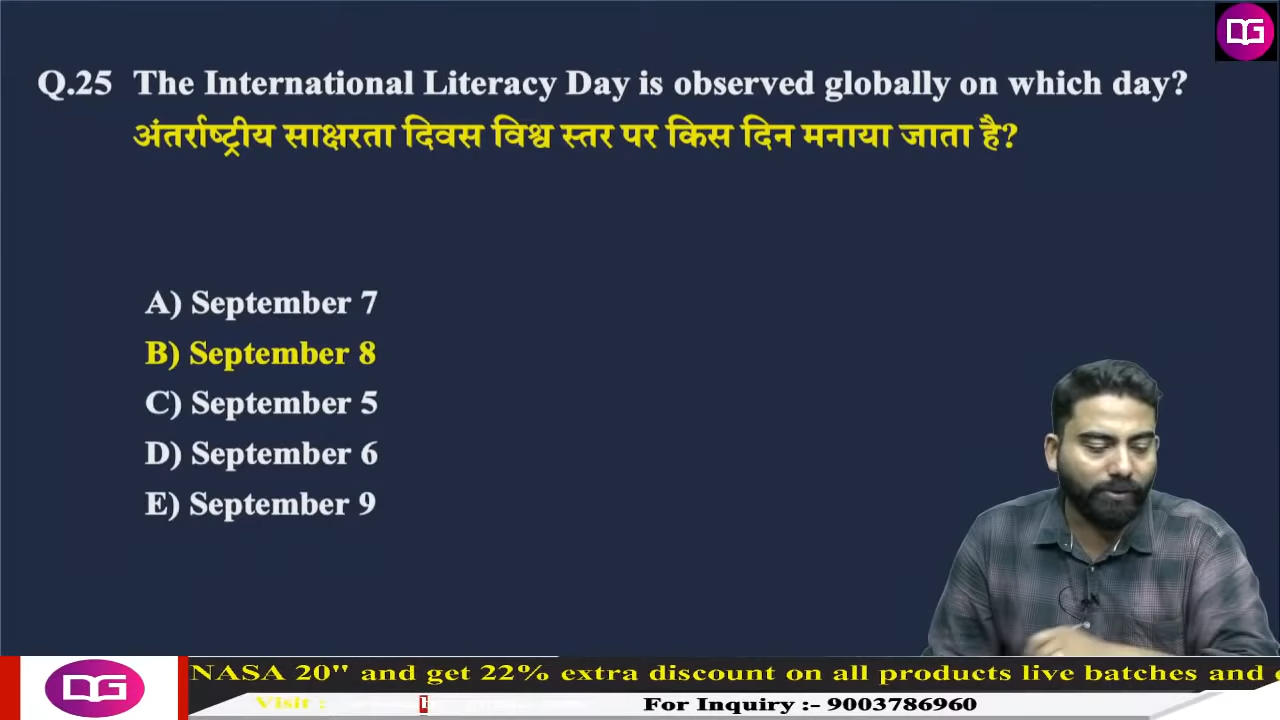 Q.25 The International Literacy Day is observed globally on which day?
अंतर्राष्ट्रीय साक्षरता दिवस विश्व स्तर पर किस दिन मनाया जाता है?
A) September 7
B) September 8
C) September 5
D) September 6
E) September 9
NASA 20" and get 22% extra discount on all products live batches and
Visit :
For Inquiry :- 9003786960